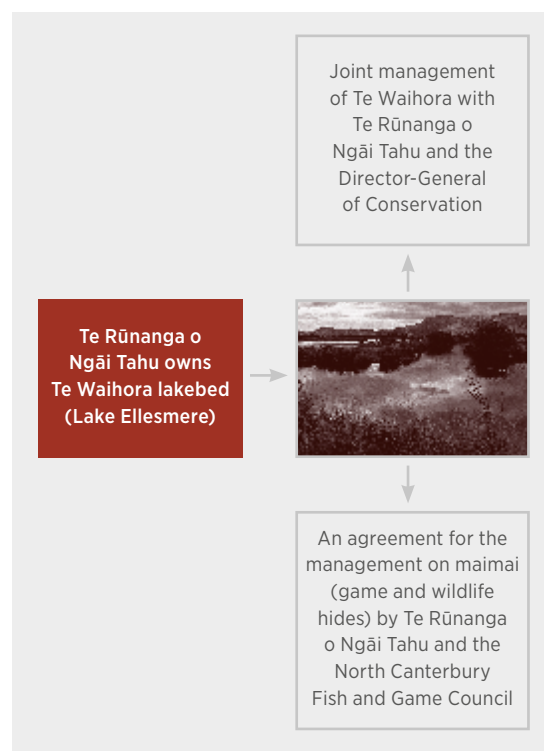 Joint management
of Te Waihora with
Te Rūnanga o
Ngāi Tahu and the
Director-General
of Conservation
Te Rūnanga o
Ngāi Tahu owns
Te Waihora lakebed
(Lake Ellesmere)
An agreement for the
management on maimai
(game and wildlife
hides) by Te Rūnanga
o Ngāi Tahu and the
North Canterbury
Fish and Game Council